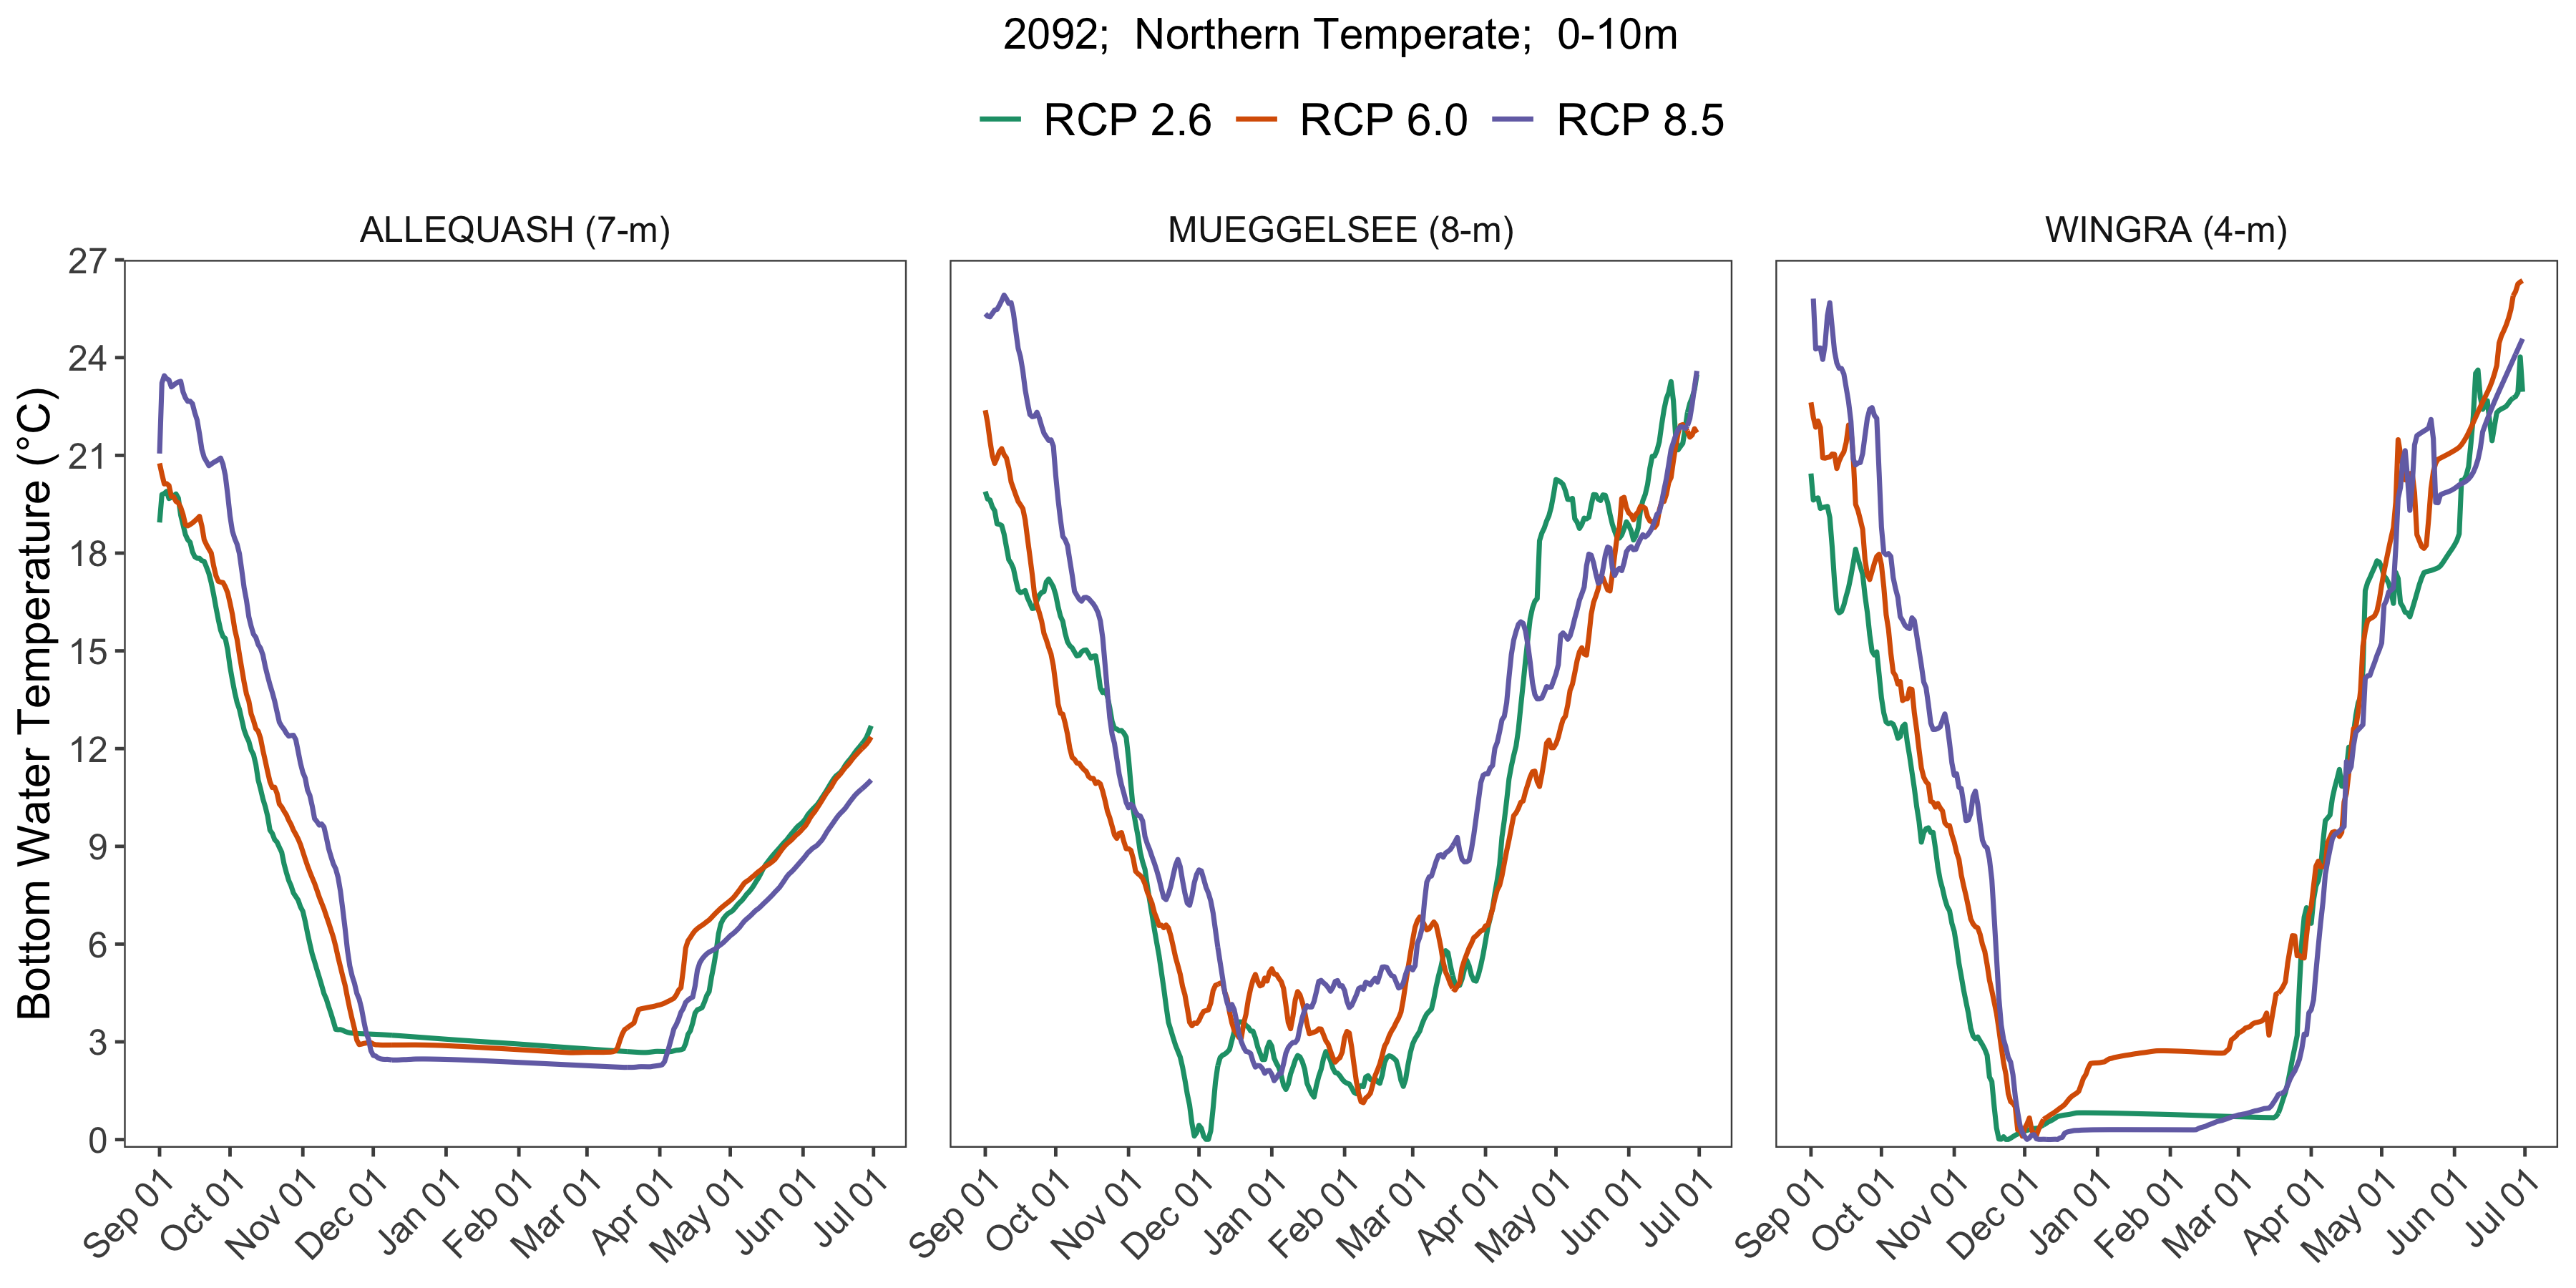 2092;  Northern Temperate;  0-10m
RCP 2.6 RCP 6.0 RCP 8.5
ALLEQUASH (7-m) MUEGGELSEE (8-m) WINGRA (4-m)
Bottom Water Temperature (°C)
27
24
21
18
15
12
9
6
3
0
Sep 01 Oct 01 Nov 01 Dec 01 Jan 01 Feb 01 Mar 01 Apr 01 May 01 Jun 01 Jul 01 Sep 01 Oct 01 Nov 01 Dec 01 Jan 01 Feb 01 Mar 01 Apr 01 May 01 Jun 01 Jul 01 Sep 01 Oct 01 Nov 01 Dec 01 Jan 01 Feb 01 Mar 01 Apr 01 May 01 Jun 01 Jul 01